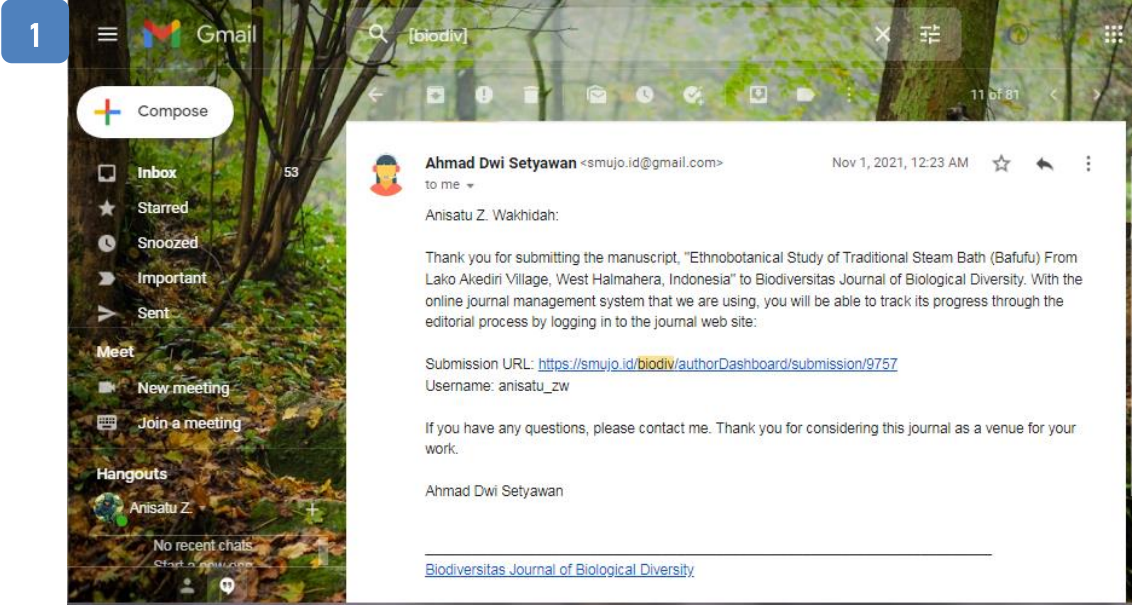 1
Gmail
[biodiv]
Compose
11 of 81
Inbox 53
Starred
Snoozed
Important
Sent
Meet
New meeting
Join a meeting
Hangouts
Anisatu Z.
No recent chats
Start a new one
Ahmad Dwi Setyawan <smujo.id@gmail.com> Nov 1, 2021, 12:23 AM
to me
Anisatu Z. Wakhidah:
Thank you for submitting the manuscript, "Ethnobotanical Study of Traditional Steam Bath (Bafufu) From
Lako Akediri Village, West Halmahera, Indonesia" to Biodiversitas Journal of Biological Diversity. With the
online journal management system that we are using, you will be able to track its progress through the
editorial process by logging in to the journal web site:
Submission URL: https://smujo.id/biodiv/authorDashboard/submission/9757
Username: anisatu_zw
If you have any questions, please contact me. Thank you for considering this journal as a venue for your
work.
Ahmad Dwi Setyawan
Biodiversitas Journal of Biological Diversity